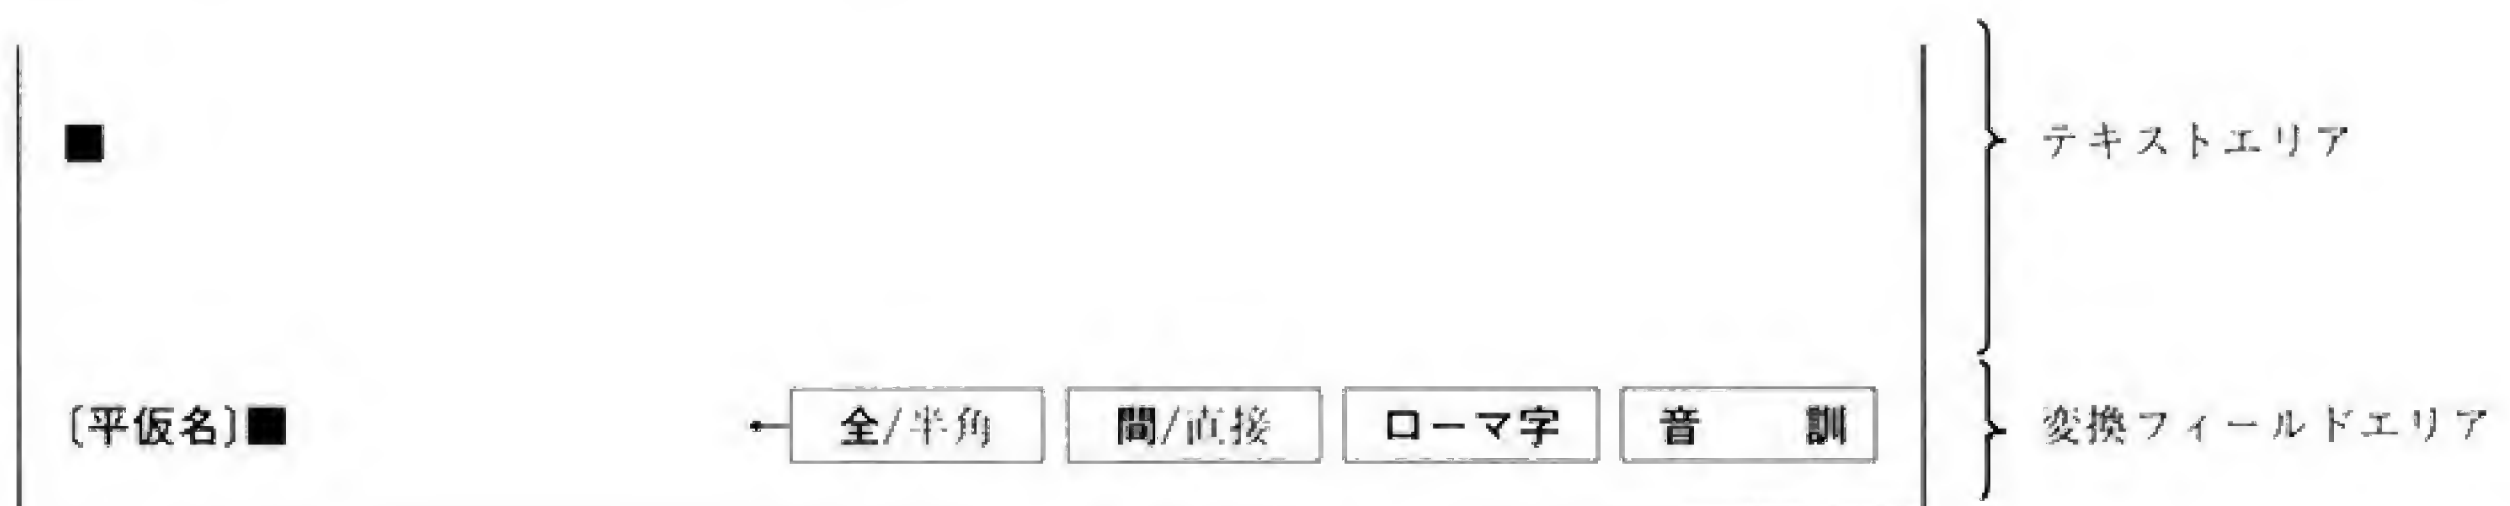 ■ テキストエリア
〔平仮名〕■ 全/半角 間/直接 ローマ字 音 訓 変換フィールドエリア